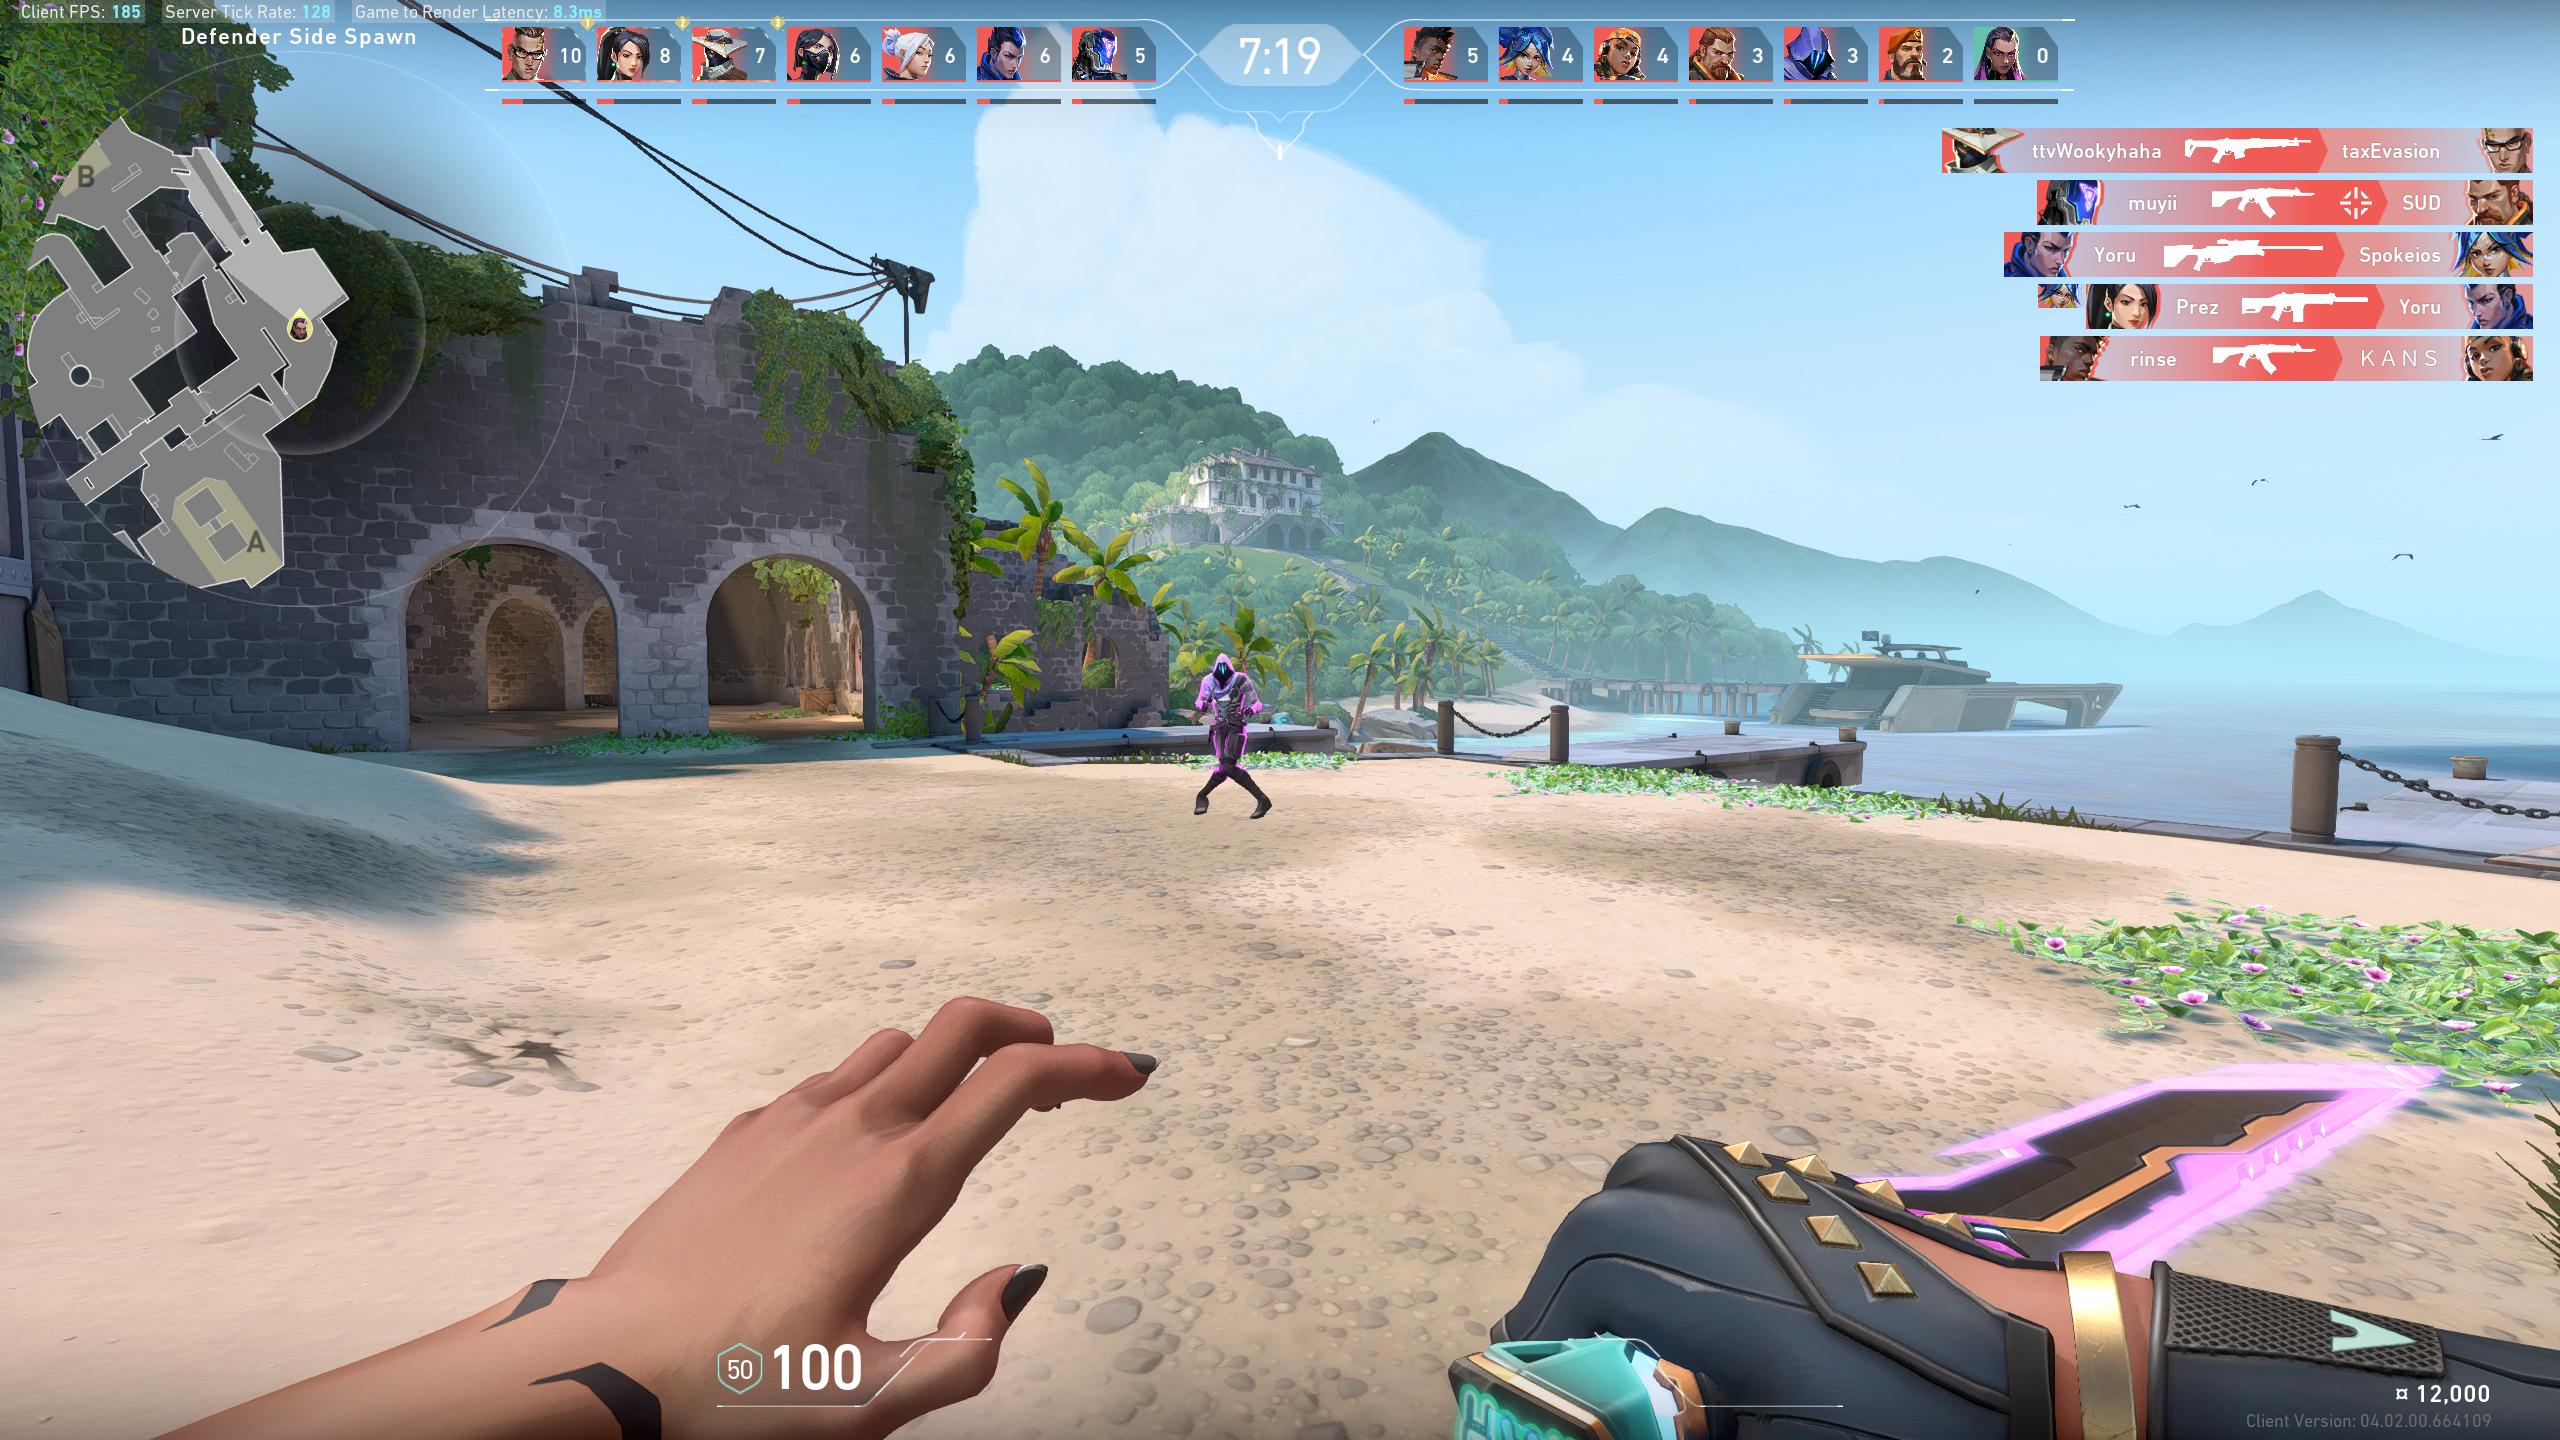 Client FPS: 185 Server Tick Rate: 128 Game to Render Latency: 8.3ms
Defender Side Spawn
10 8 7 6 6 6 5 7:19 5 4 4 3 3 2 0
B
A
ttvWookyhaha taxEvasion
muyii SUD
Yoru Spokeios
Prez Yoru
rinse KANS
50 100
¤ 12,000
Client Version: 04.02.00.664109